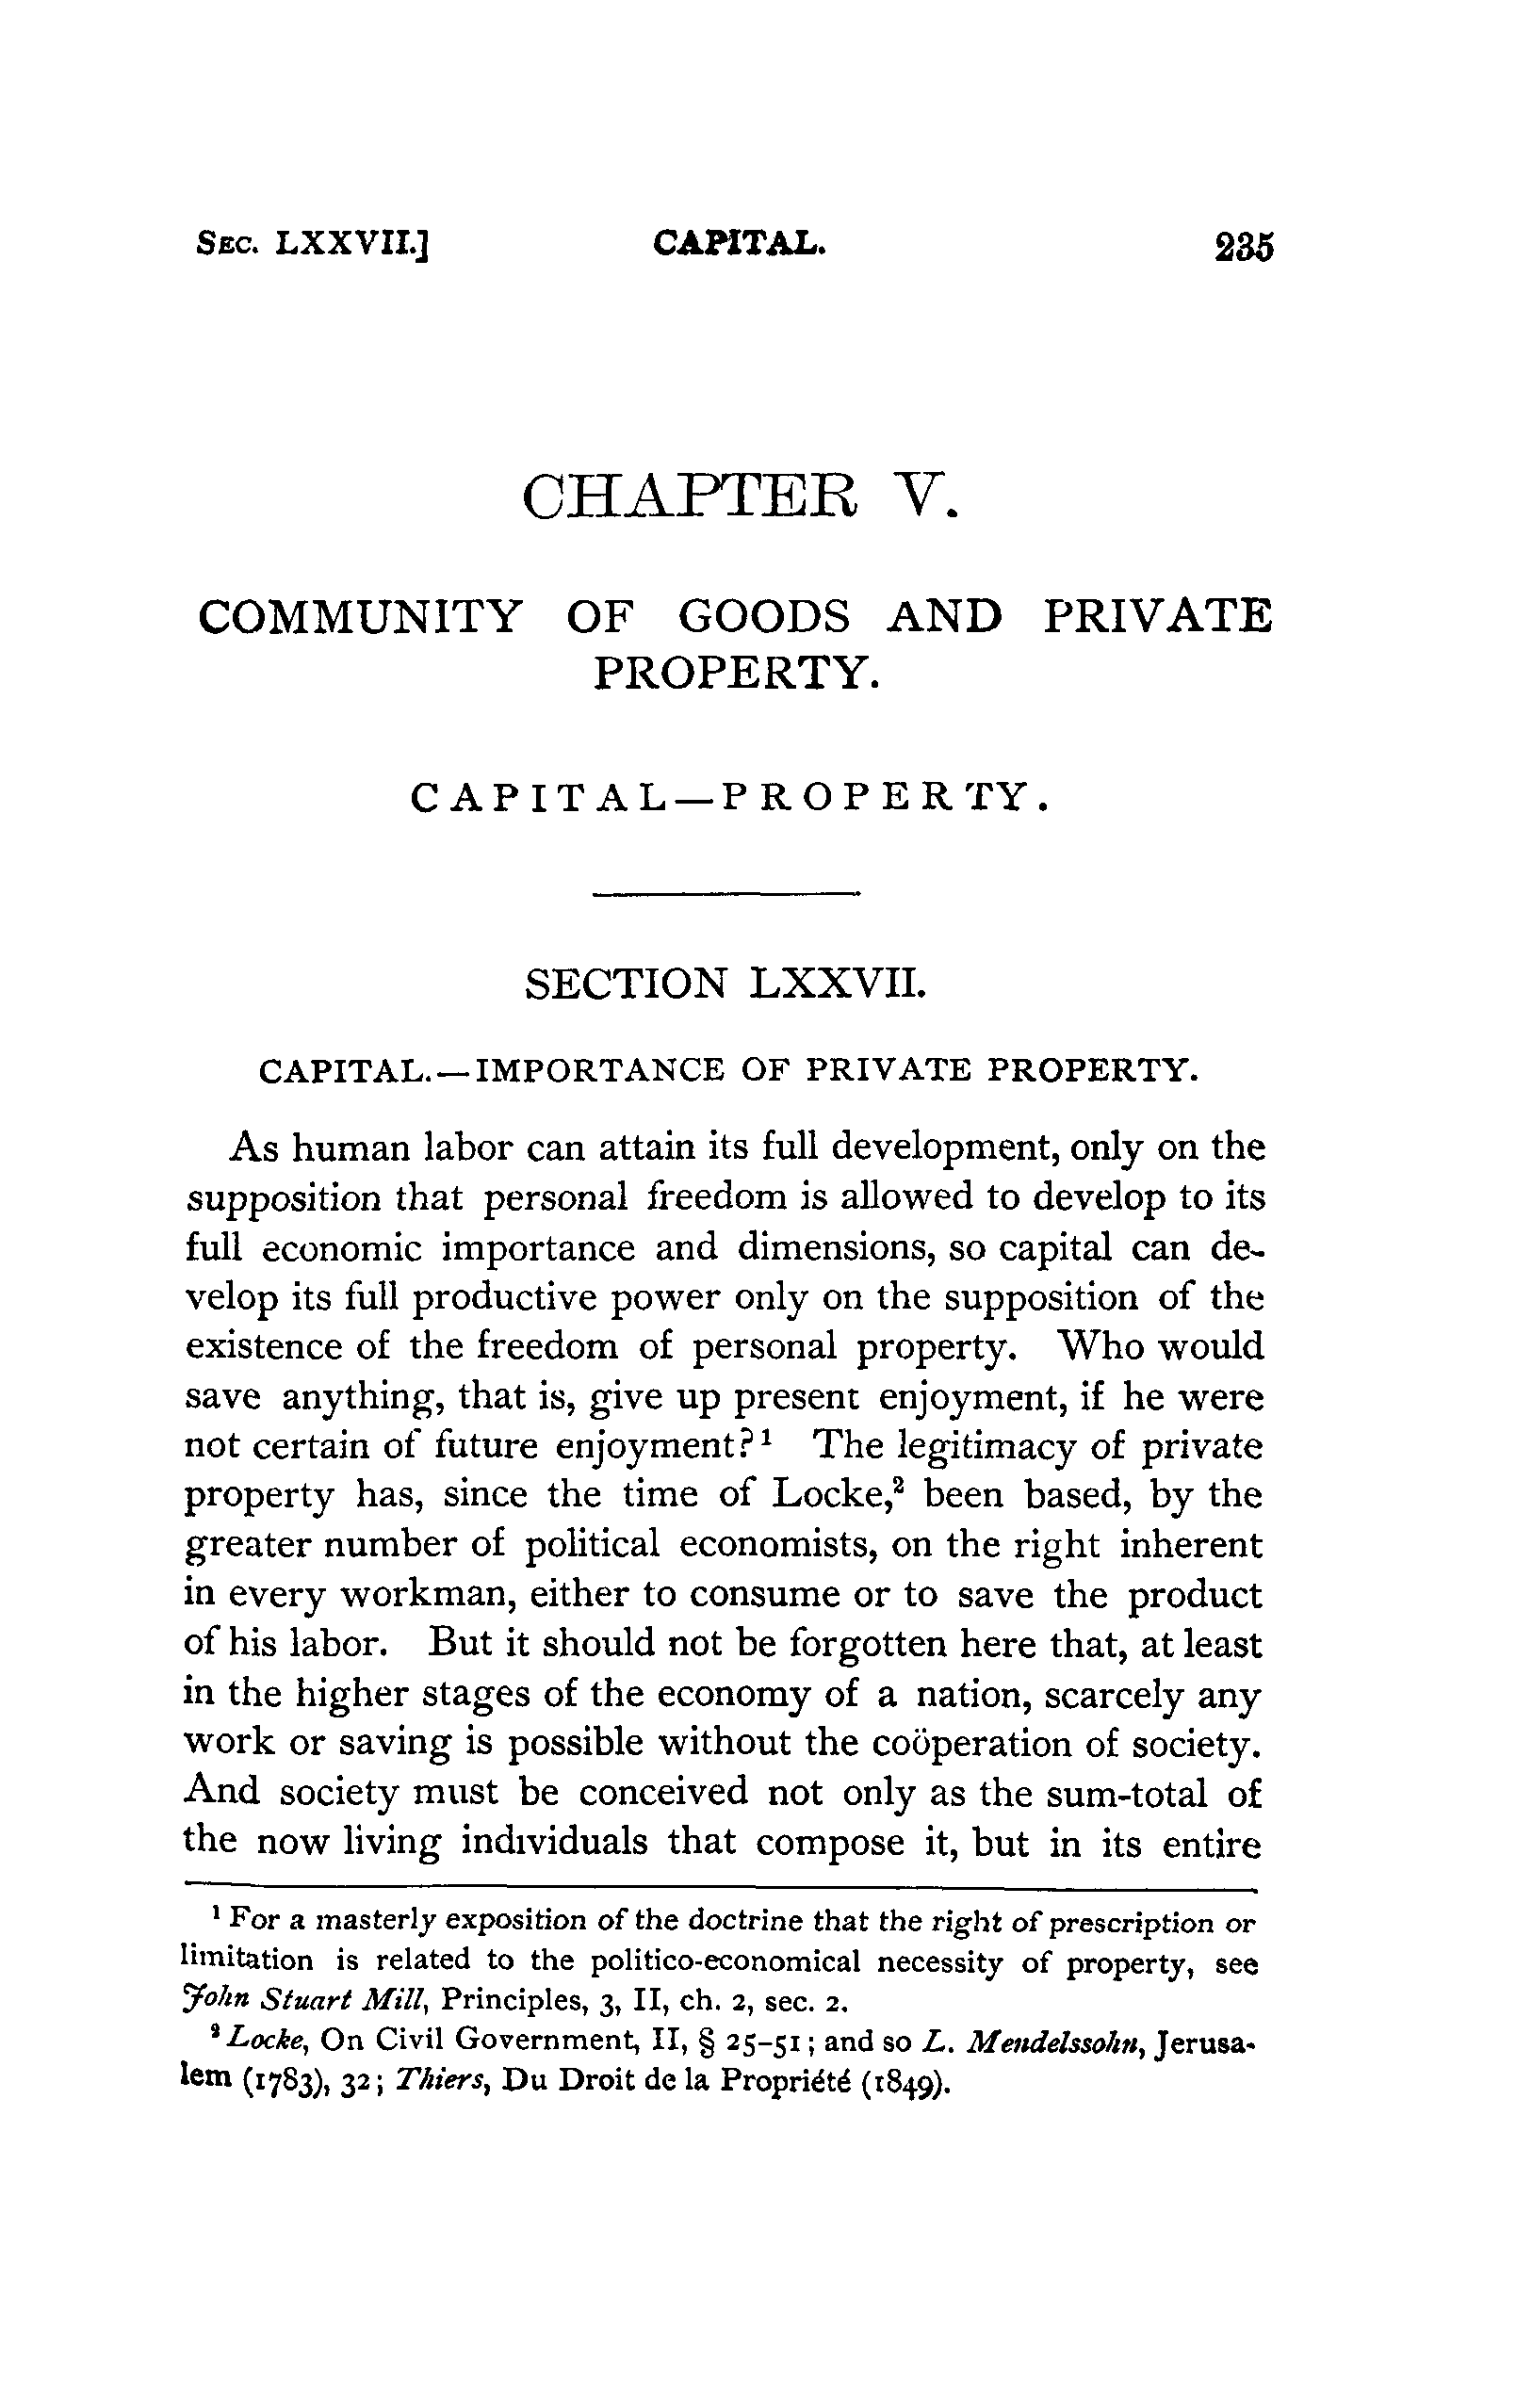 SEC. LXXVII.] CAPITAL. 235
CHAPTER V.
COMMUNITY OF GOODS AND PRIVATE
PROPERTY.
CAPITAL—PROPERTY.
SECTION LXXVII.
CAPITAL.—IMPORTANCE OF PRIVATE PROPERTY.
As human labor can attain its full development, only on the
supposition that personal freedom is allowed to develop to its
full economic importance and dimensions, so capital can de-
velop its full productive power only on the supposition of the
existence of the freedom of personal property. Who would
save anything, that is, give up present enjoyment, if he were
not certain of future enjoyment?¹ The legitimacy of private
property has, since the time of Locke,² been based, by the
greater number of political economists, on the right inherent
in every workman, either to consume or to save the product
of his labor. But it should not be forgotten here that, at least
in the higher stages of the economy of a nation, scarcely any
work or saving is possible without the coöperation of society.
And society must be conceived not only as the sum-total of
the now living individuals that compose it, but in its entire
¹ For a masterly exposition of the doctrine that the right of prescription or
limitation is related to the politico-economical necessity of property, see
John Stuart Mill, Principles, 3, II, ch. 2, sec. 2.
² Locke, On Civil Government, II, § 25-51; and so L. Mendelssohn, Jerusa-
lem (1783), 32; Thiers, Du Droit de la Propriété (1849).